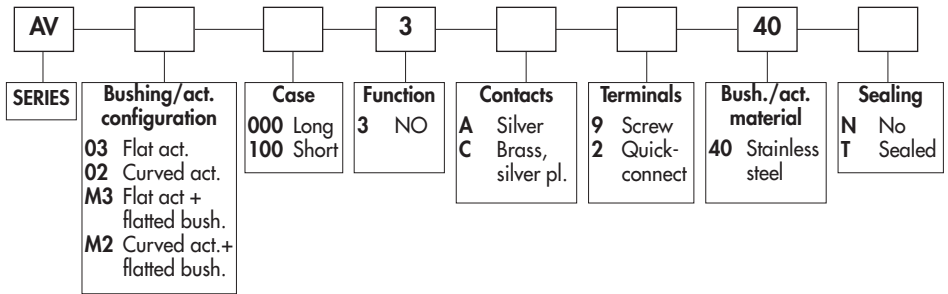 AV 3 40
SERIES
Bushing/act.
configuration
03 Flat act.
02 Curved act.
M3 Flat act +
flatted bush.
M2 Curved act.+
flatted bush.
Case
000 Long
100 Short
Function
3 NO
Contacts
A Silver
C Brass,
silver pl.
Terminals
9 Screw
2 Quick-
connect
Bush./act.
material
40 Stainless
steel
Sealing
N No
T Sealed